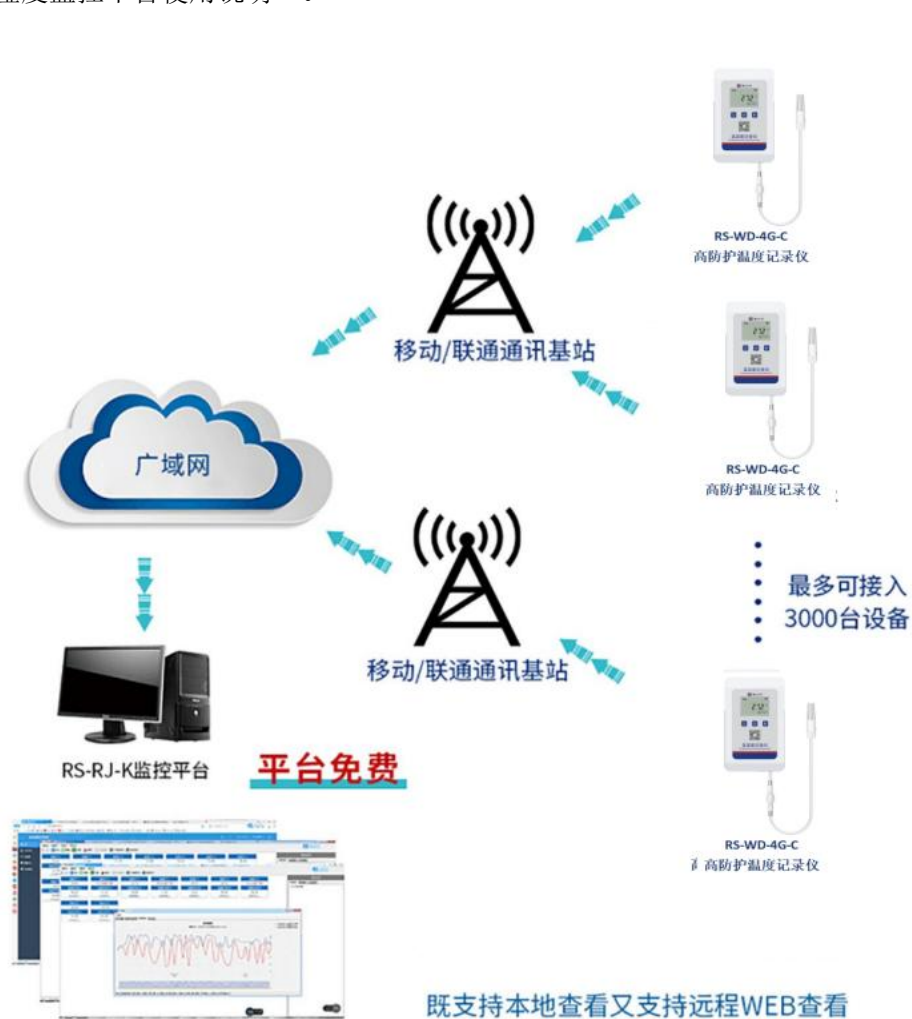 RS-WD-4G-C
高防护温度记录仪
移动/联通通讯基站
RS-WD-4G-C
高防护温度记录仪
广域网
最多可接入
3000台设备
移动/联通通讯基站
RS-WD-4G-C
高防护温度记录仪
RS-RJ-K监控平台
平台免费
既支持本地查看又支持远程WEB查看